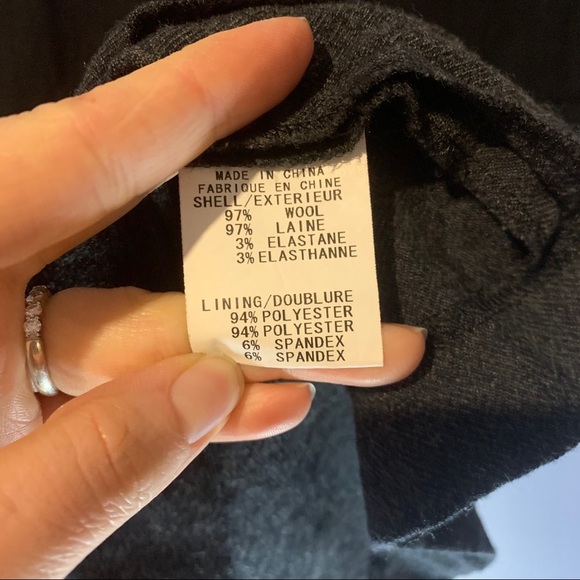 MADE IN CHINA
FABRIQUE EN CHINE
SHELL/EXTERIEUR
97% WOOL
97% LAINE
3% ELASTANE
3% ELASTHANNE
LINING/DOUBLURE
94% POLYESTER
94% POLYESTER
6% SPANDEX
6% SPANDEX